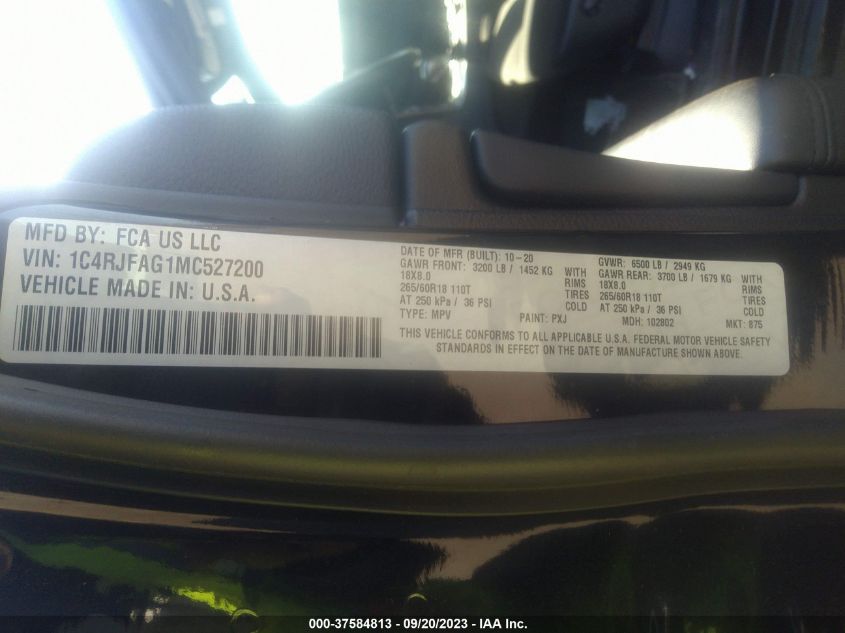 MFD BY: FCA US LLC
VIN: 1C4RJFAG1MC527200
VEHICLE MADE IN: U.S.A.
DATE OF MFR (BUILT): 10-20 GVWR: 6500 LB / 2949 KG
GAWR FRONT: 3200 LB / 1452 KG WITH GAWR REAR: 3700 LB / 1679 KG WITH
18X8.0 RIMS 18X8.0 RIMS
265/60R18 110T TIRES 265/60R18 110T TIRES
AT 250 kPa / 36 PSI COLD AT 250 kPa / 36 PSI COLD
TYPE: MPV PAINT: PXJ MDH: 102802 MKT: 875
THIS VEHICLE CONFORMS TO ALL APPLICABLE U.S.A. FEDERAL MOTOR VEHICLE SAFETY
STANDARDS IN EFFECT ON THE DATE OF MANUFACTURE SHOWN ABOVE.
000-37584813 - 09/20/2023 - IAA Inc.